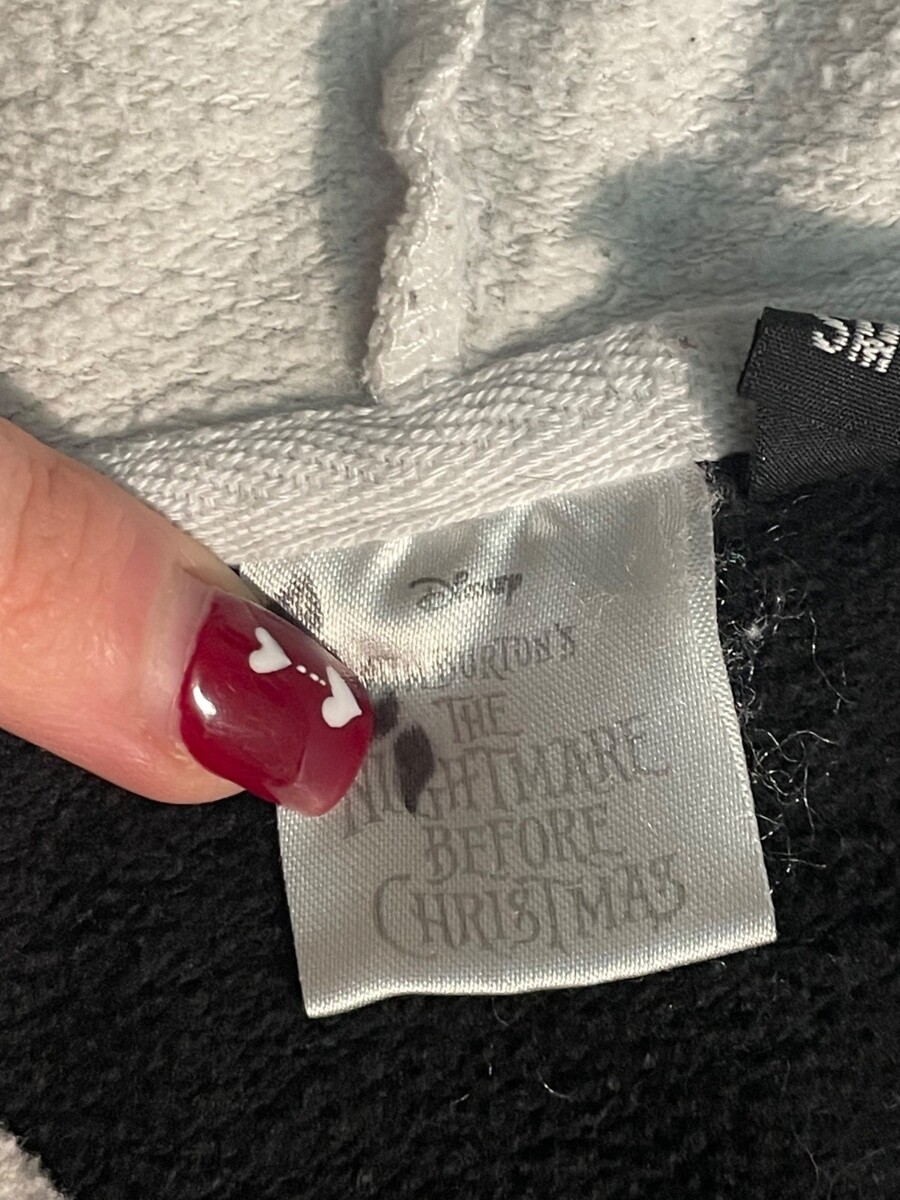 Disney
BURTON'S
THE
NIGHTMARE
BEFORE
CHRISTMAS